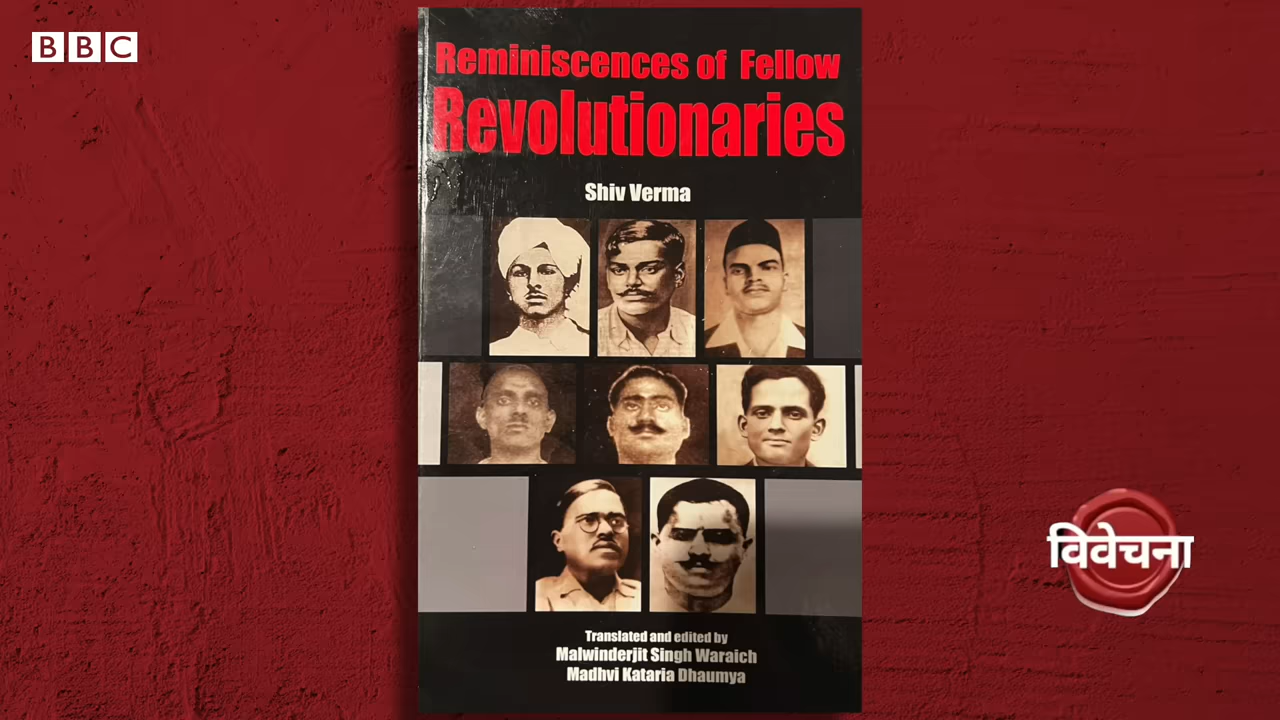 BBC
Reminiscences of Fellow
Revolutionaries
Shiv Verma
विवेचना
Translated and edited by
Malwinderjit Singh Waraich
Madhvi Kataria Dhaumya